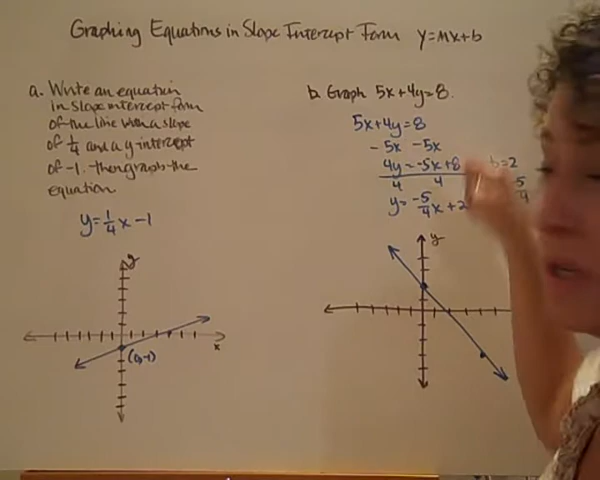 Graphing Equations in Slope Intercept Form y=mx+b
a. Write an equation
in slope intercept form
of the line with a slope
of 1/4 and a y intercept
of -1. then graph the
equation
y=1/4x-1
y
x
(0,-1)
b. Graph 5x+4y=8.
5x+4y=8
-5x -5x
4y=-5x+8
4 4
y=-5/4x+2
b=2
-5/4
y